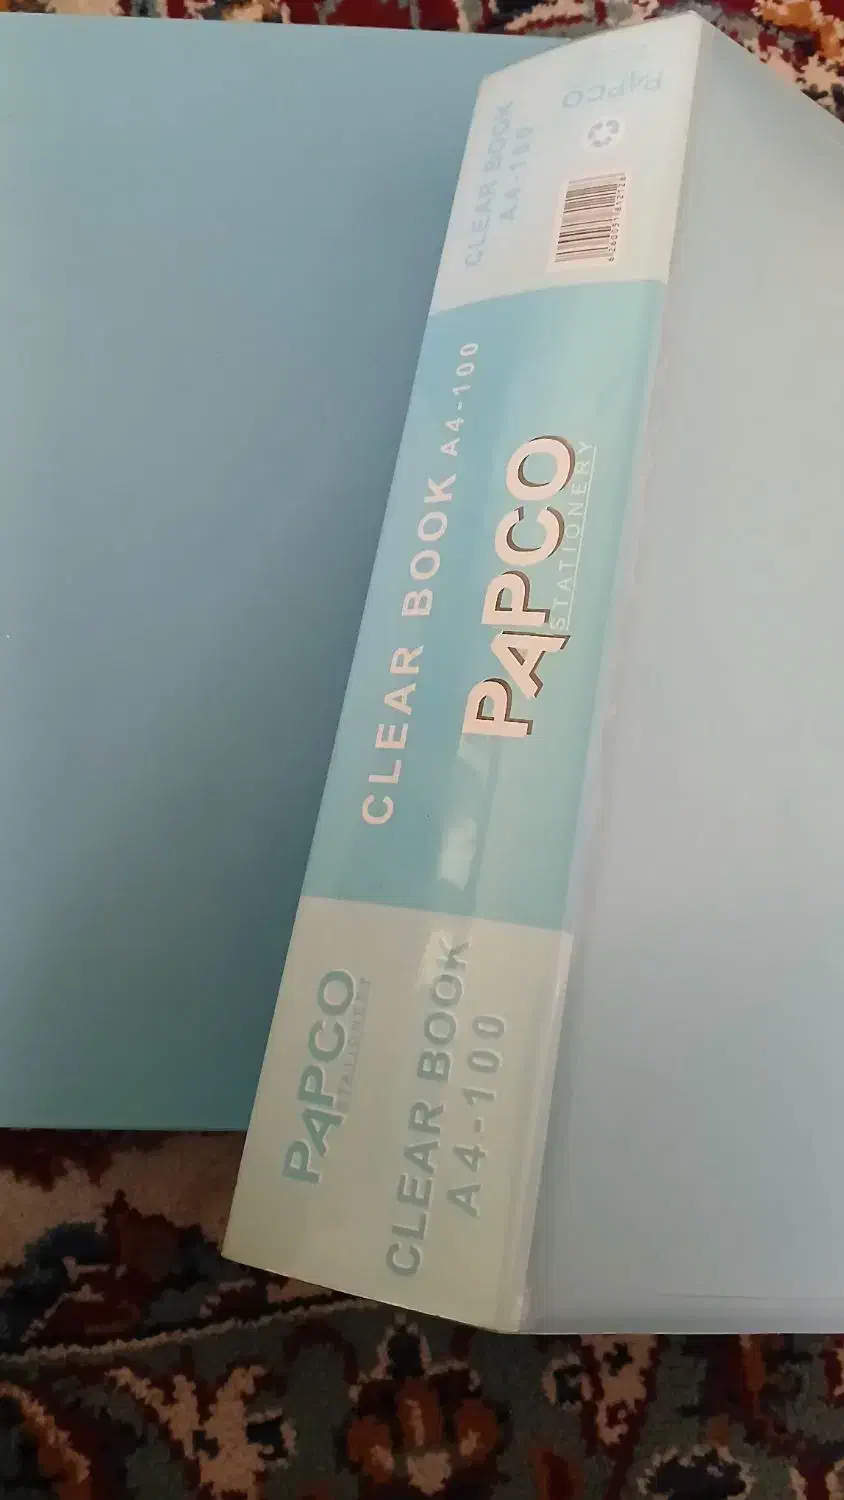 PAPCO
CLEAR BOOK
A4-100
CLEAR BOOK A4-100
PAPCO
STATIONERY
PAPCO
STATIONERY
CLEAR BOOK
A4-100